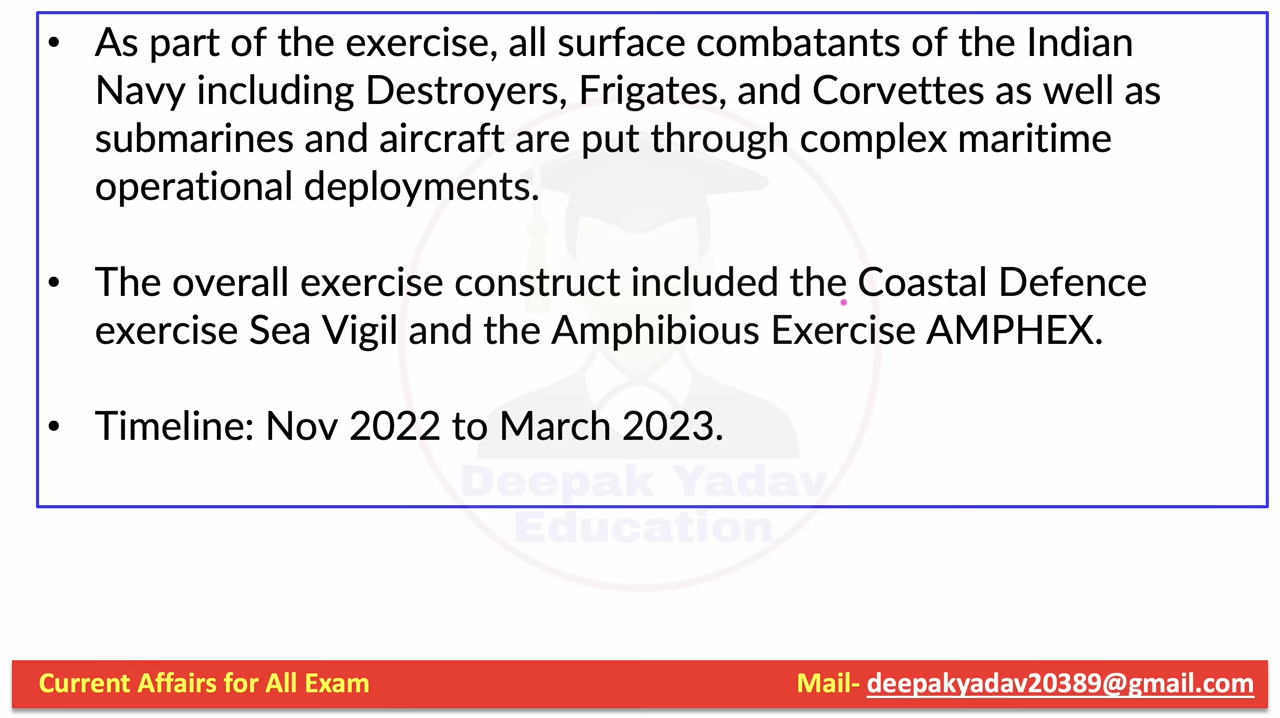 • As part of the exercise, all surface combatants of the Indian
Navy including Destroyers, Frigates, and Corvettes as well as
submarines and aircraft are put through complex maritime
operational deployments.
• The overall exercise construct included the Coastal Defence
exercise Sea Vigil and the Amphibious Exercise AMPHEX.
• Timeline: Nov 2022 to March 2023.
Deepak Yadav
Education
Current Affairs for All Exam
Mail- deepakyadav20389@gmail.com